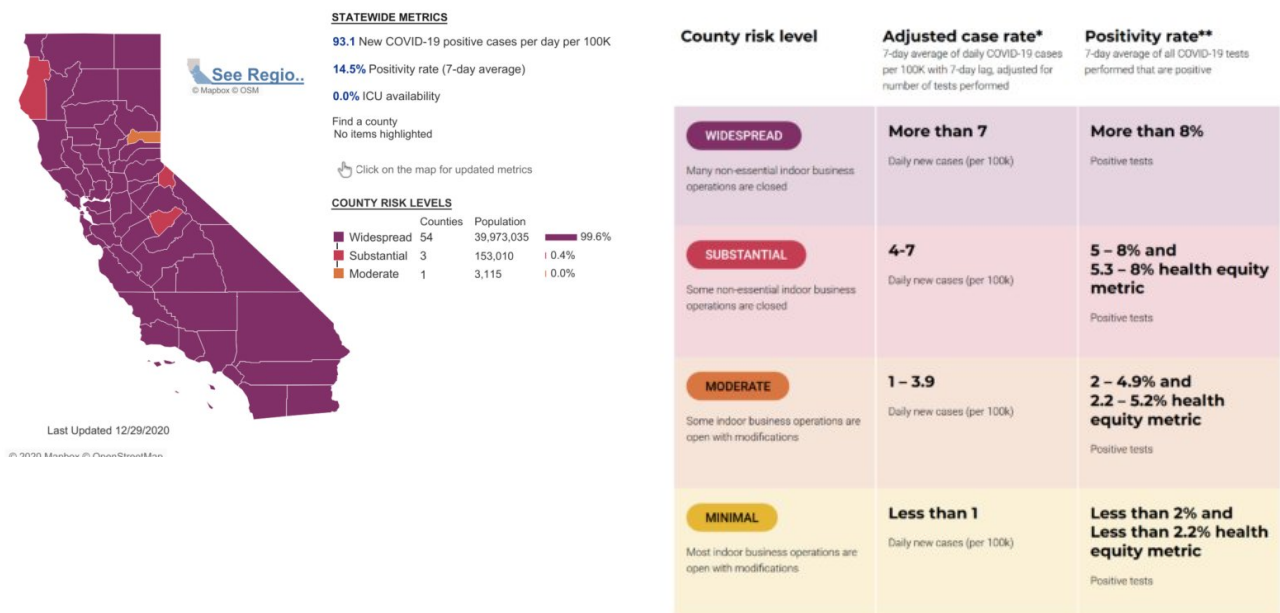 STATEWIDE METRICS
93.1 New COVID-19 positive cases per day per 100K
14.5% Positivity rate (7-day average)
0.0% ICU availability
Find a county
No items highlighted
Click on the map for updated metrics
COUNTY RISK LEVELS
Counties Population
Widespread 54 39,973,035 99.6%
Substantial 3 153,010 0.4%
Moderate 1 3,115 0.0%
See Regio..
© Mapbox © OSM
Last Updated 12/29/2020
© 2020 Mapbox © OpenStreetMap
County risk level
Adjusted case rate*
7-day average of daily COVID-19 cases
per 100K with 7-day lag, adjusted for
number of tests performed
Positivity rate**
7-day average of all COVID-19 tests
performed that are positive
WIDESPREAD
Many non-essential indoor business
operations are closed
More than 7
Daily new cases (per 100k)
More than 8%
Positive tests
SUBSTANTIAL
Some non-essential indoor business
operations are closed
4-7
Daily new cases (per 100k)
5 – 8% and
5.3 – 8% health equity
metric
Positive tests
MODERATE
Some indoor business operations are
open with modifications
1 – 3.9
Daily new cases (per 100k)
2 – 4.9% and
2.2 – 5.2% health
equity metric
Positive tests
MINIMAL
Most indoor business operations are
open with modifications
Less than 1
Daily new cases (per 100k)
Less than 2% and
Less than 2.2% health
equity metric
Positive tests